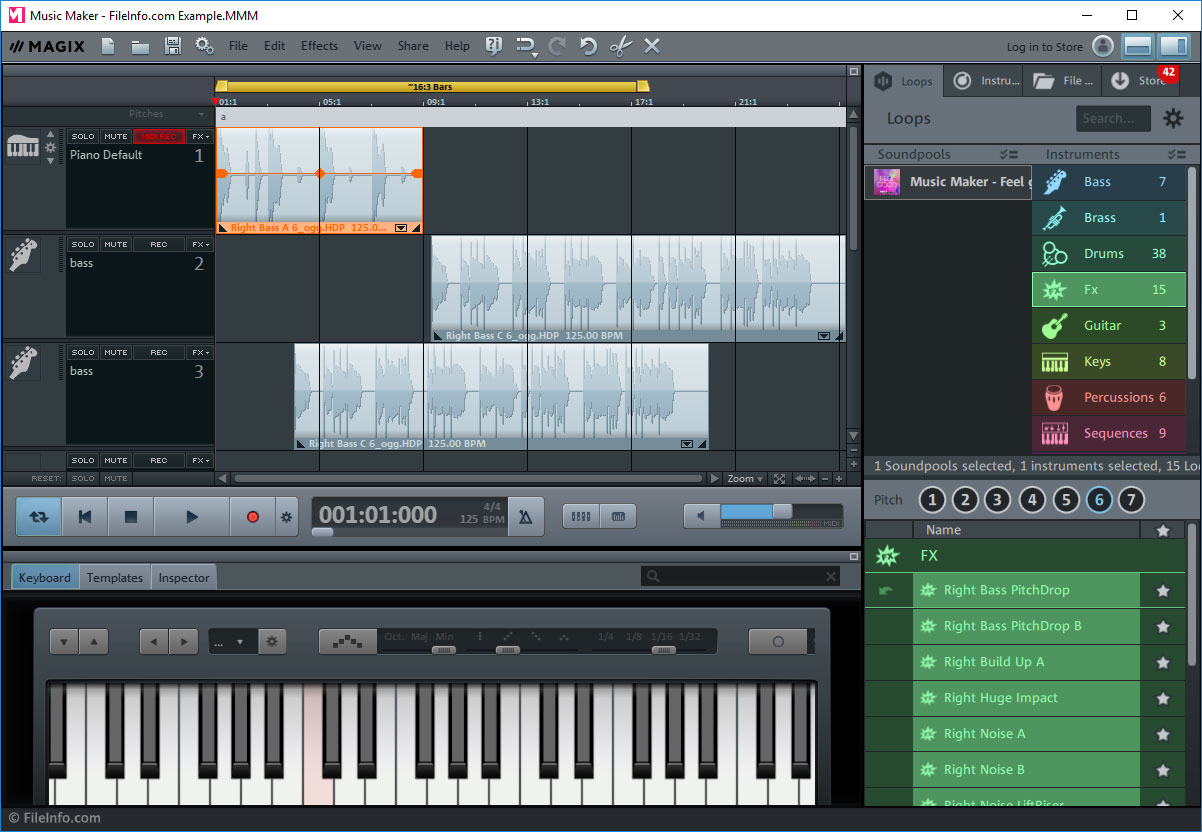 Music Maker - FileInfo.com Example.MMM
MAGIX File Edit Effects View Share Help Log in to Store
~16:3 Bars
01:1 05:1 09:1 13:1 17:1 21:1
Pitches
a
SOLO MUTE MIDI REC FX
Piano Default 1
Right Bass A 6_ogg.HDP 125.0...
SOLO MUTE REC FX
bass 2
Right Bass C 6_ogg.HDP 125.00 BPM
SOLO MUTE REC FX
bass 3
Right Bass C 6_ogg.HDP 125.00 BPM
SOLO MUTE REC FX
RESET: SOLO MUTE
Zoom
001:01:000 4/4
125 BPM
MIDI
Keyboard Templates Inspector
... Oct: Maj Min 1/4 1/8 1/16 1/32
Loops Instru... File ... Store 42
Loops Search...
Soundpools Instruments
Music Maker - Feel g
Bass 7
Brass 1
Drums 38
Fx 15
Guitar 3
Keys 8
Percussions 6
Sequences 9
1 Soundpools selected, 1 instruments selected, 15 Lo
Pitch 1 2 3 4 5 6 7
Name
FX
Right Bass PitchDrop
Right Bass PitchDrop B
Right Build Up A
Right Huge Impact
Right Noise A
Right Noise B
Right Noise LiftRiser
© FileInfo.com